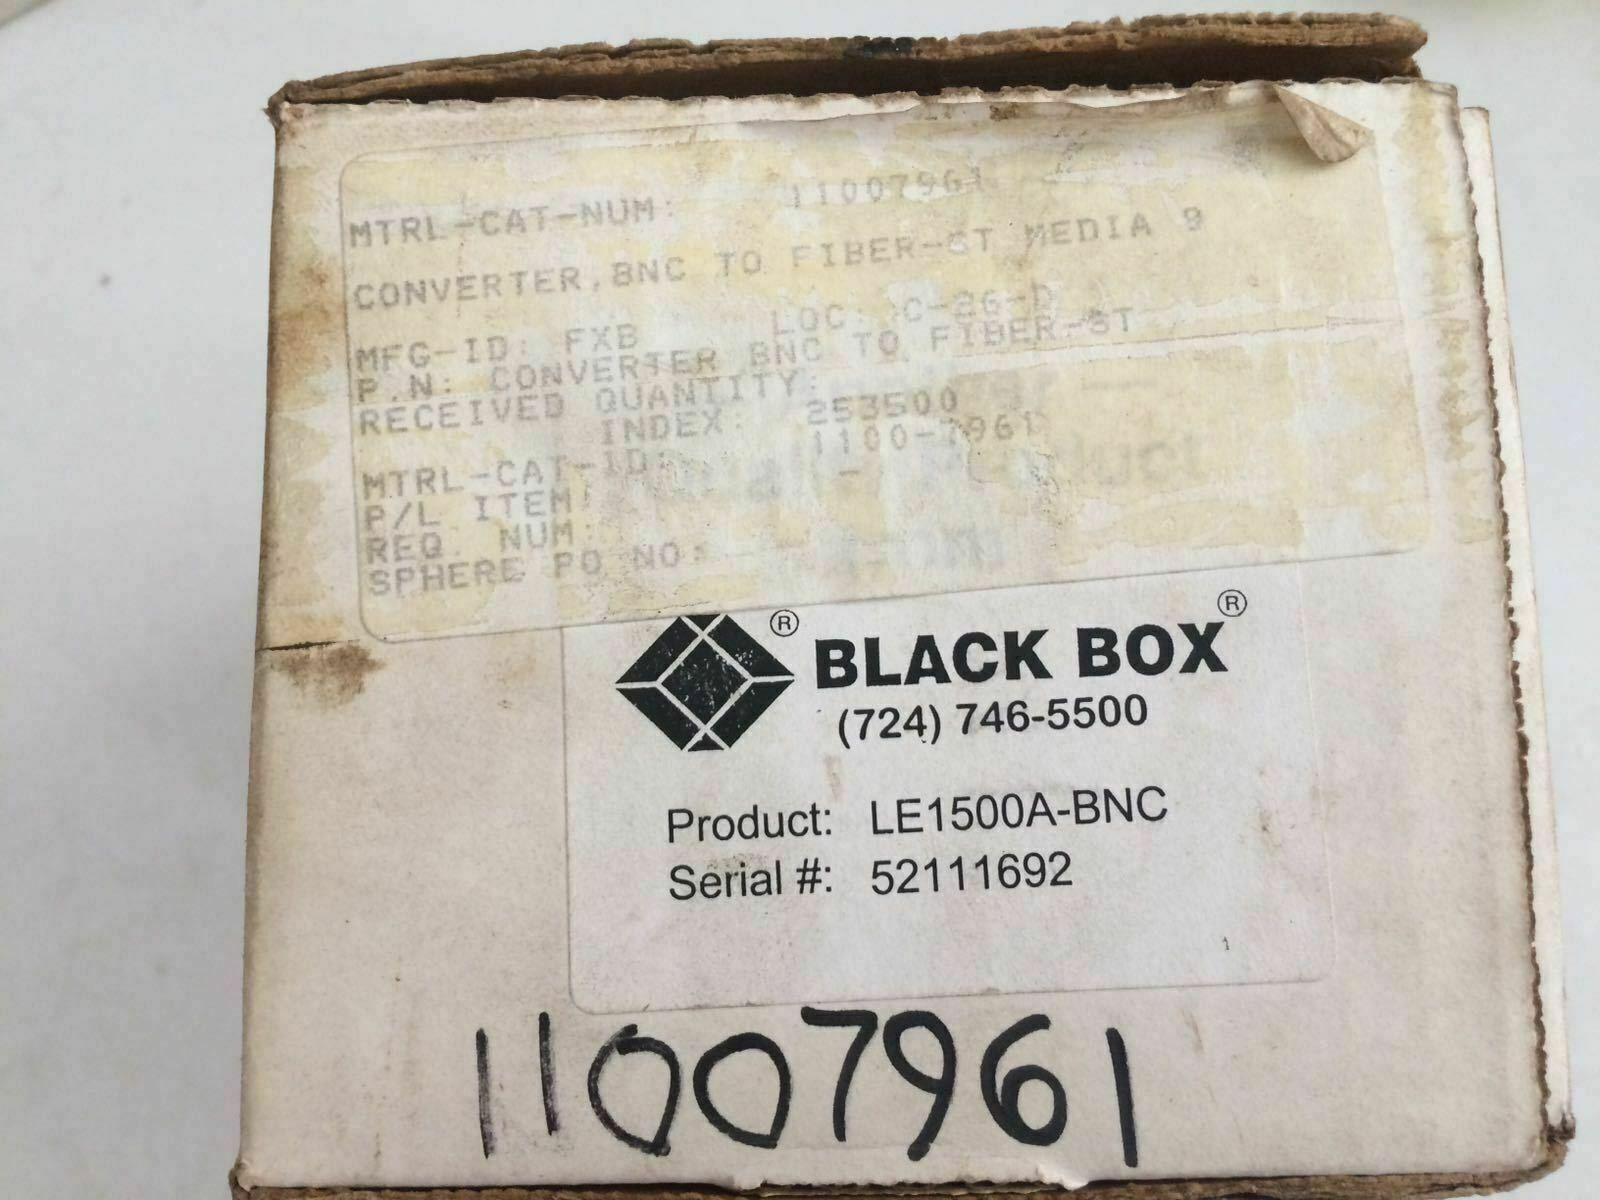 MTRL-CAT-NUM: 11007961
CONVERTER, BNC TO FIBER-ST MEDIA 9
MFG-ID: FXB LOC: C-26-D
P.N: CONVERTER BNC TO FIBER-ST
RECEIVED QUANTITY:
INDEX: 253500
MTRL-CAT-ID: 1100-7961
P/L ITEM: -
REQ. NUM:
SPHERE PO NO: -
® BLACK BOX®
(724) 746-5500
Product: LE1500A-BNC
Serial #: 52111692
1
11007961